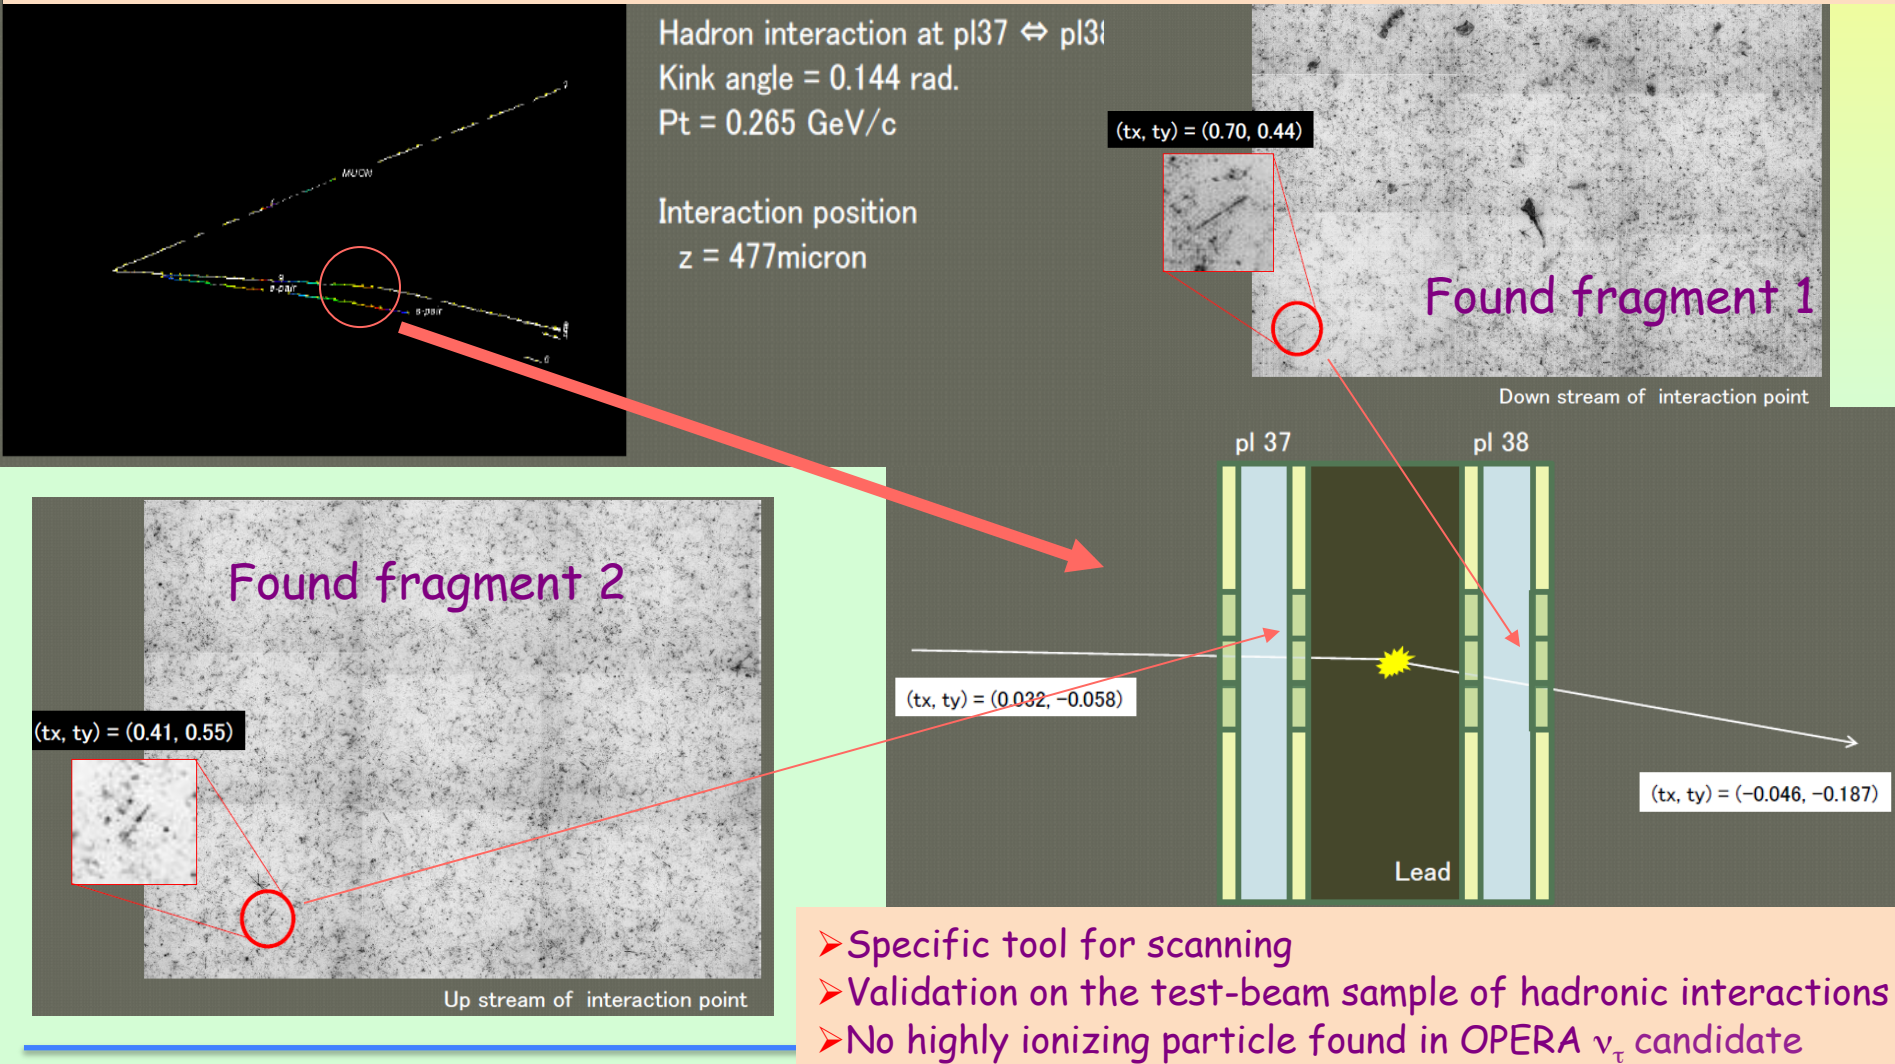 Hadron interaction at pl37 ⇔ pl38
Kink angle = 0.144 rad.
Pt = 0.265 GeV/c
Interaction position
z = 477micron
MUON
e-pair
e-pair
(tx, ty) = (0.70, 0.44)
Found fragment 1
Down stream of interaction point
pl 37
pl 38
Found fragment 2
(tx, ty) = (0.032, −0.058)
(tx, ty) = (0.41, 0.55)
(tx, ty) = (−0.046, −0.187)
Lead
Up stream of interaction point
➢Specific tool for scanning
➢Validation on the test-beam sample of hadronic interactions
➢No highly ionizing particle found in OPERA ντ candidate